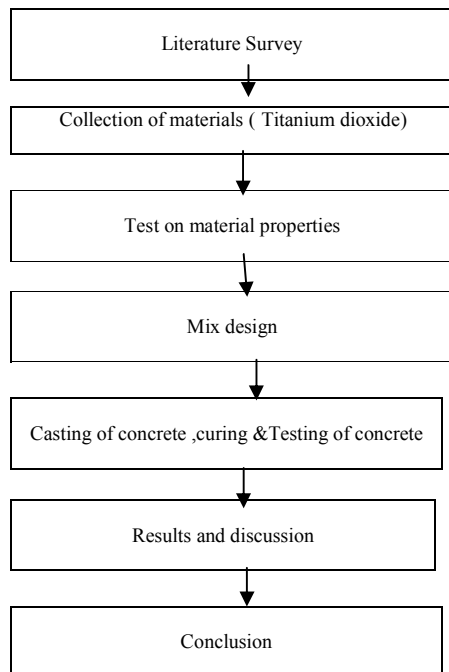 Literature Survey
Collection of materials ( Titanium dioxide)
Test on material properties
Mix design
Casting of concrete ,curing &Testing of concrete
Results and discussion
Conclusion